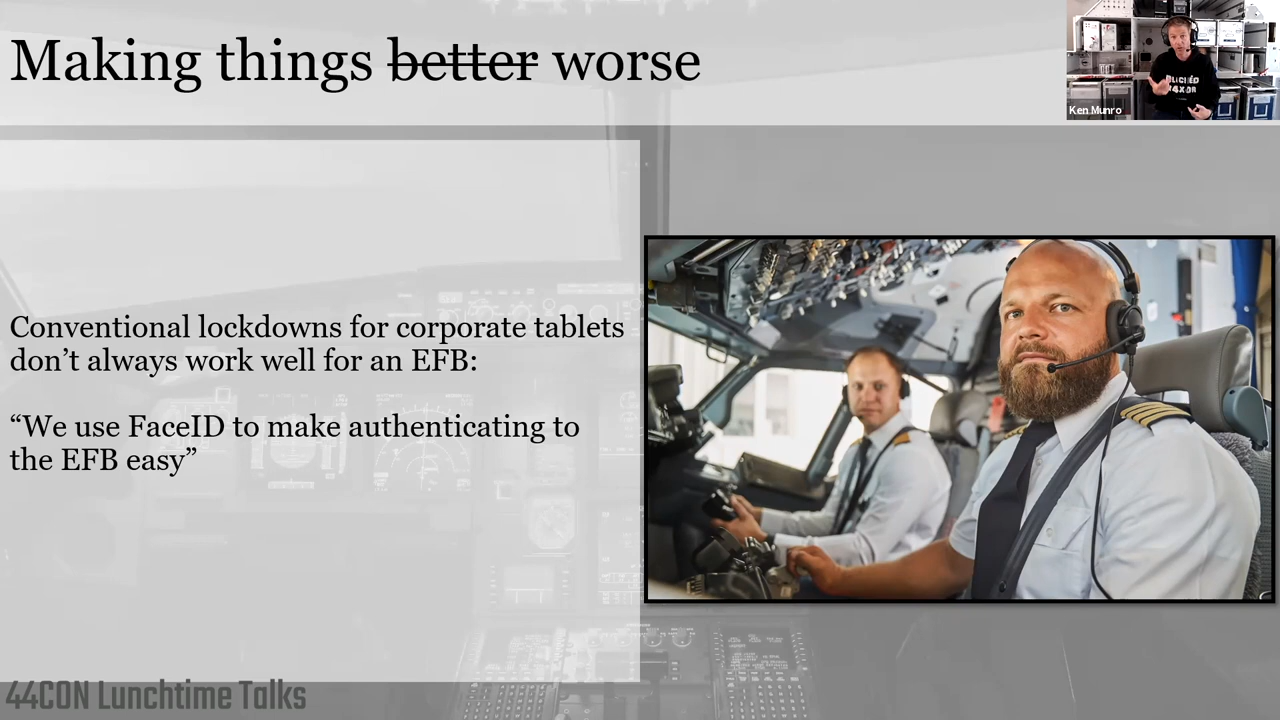 Making things better worse
Ken Munro
Conventional lockdowns for corporate tablets
don’t always work well for an EFB:
“We use FaceID to make authenticating to
the EFB easy”
44CON Lunchtime Talks